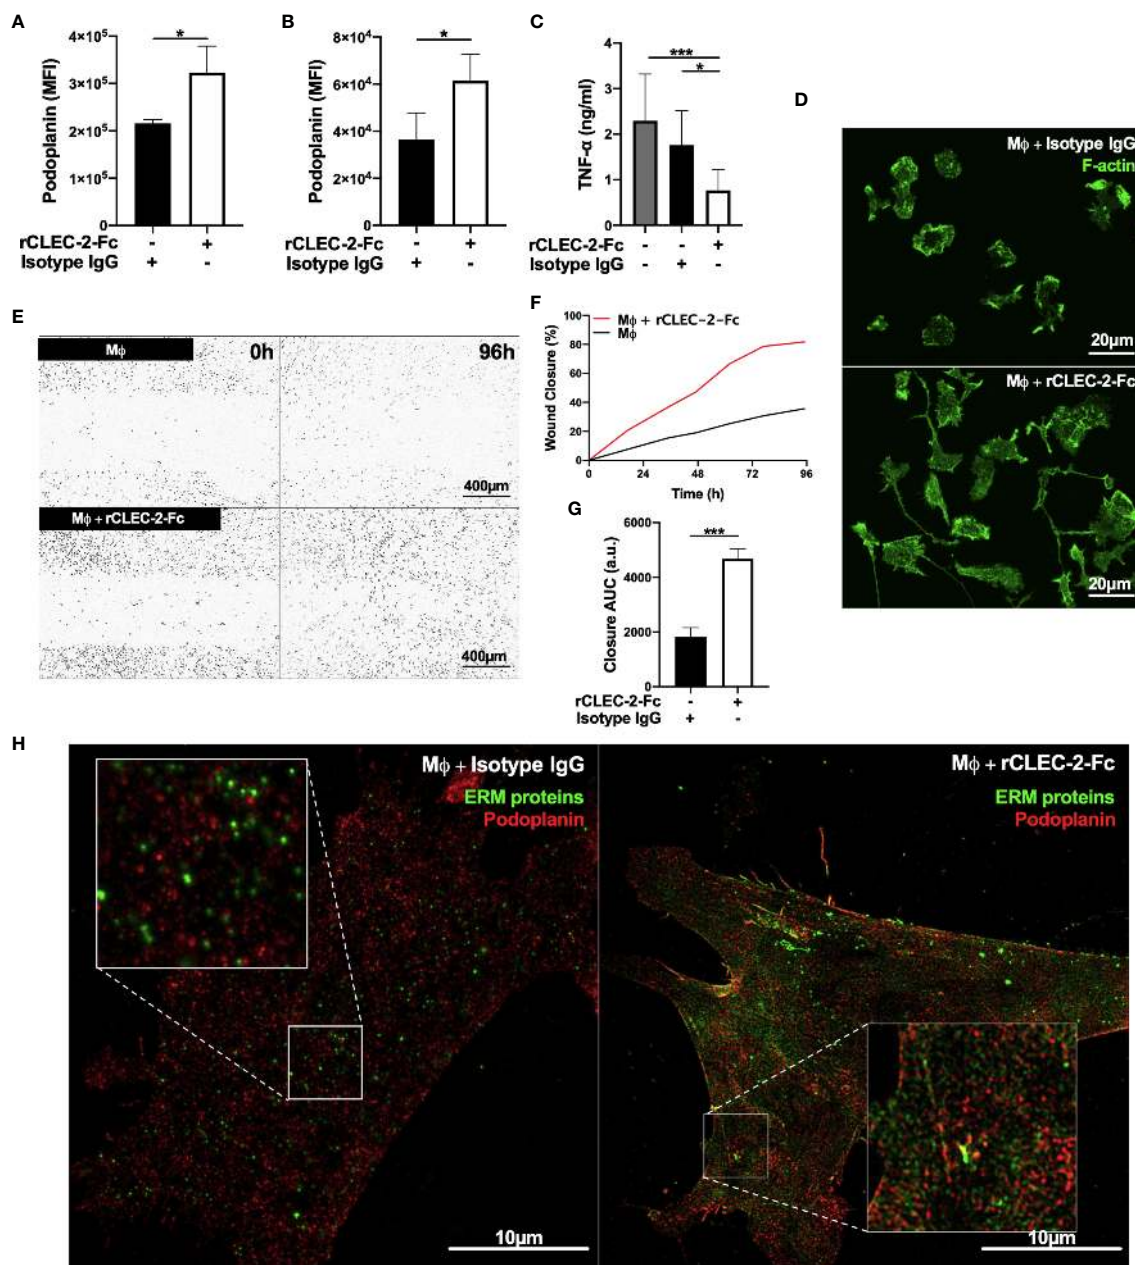 A
*
4×10⁵
3×10⁵
2×10⁵
1×10⁵
0
Podoplanin (MFI)
rCLEC-2-Fc - +
Isotype IgG + -
B
*
8×10⁴
6×10⁴
4×10⁴
2×10⁴
0
Podoplanin (MFI)
rCLEC-2-Fc - +
Isotype IgG + -
C
***
*
4
3
2
1
0
TNF-α (ng/ml)
rCLEC-2-Fc - - +
Isotype IgG - + -
D
Mϕ + Isotype IgG
F-actin
20µm
Mϕ + rCLEC-2-Fc
20µm
E
Mϕ
0h
96h
400µm
Mϕ + rCLEC-2-Fc
400µm
F
Mϕ + rCLEC-2-Fc
Mϕ
100
80
60
40
20
0
Wound Closure (%)
0 24 48 72 96
Time (h)
G
***
6000
4000
2000
0
Closure AUC (a.u.)
rCLEC-2-Fc - +
Isotype IgG + -
H
Mϕ + Isotype IgG
ERM proteins
Podoplanin
10µm
Mϕ + rCLEC-2-Fc
ERM proteins
Podoplanin
10µm